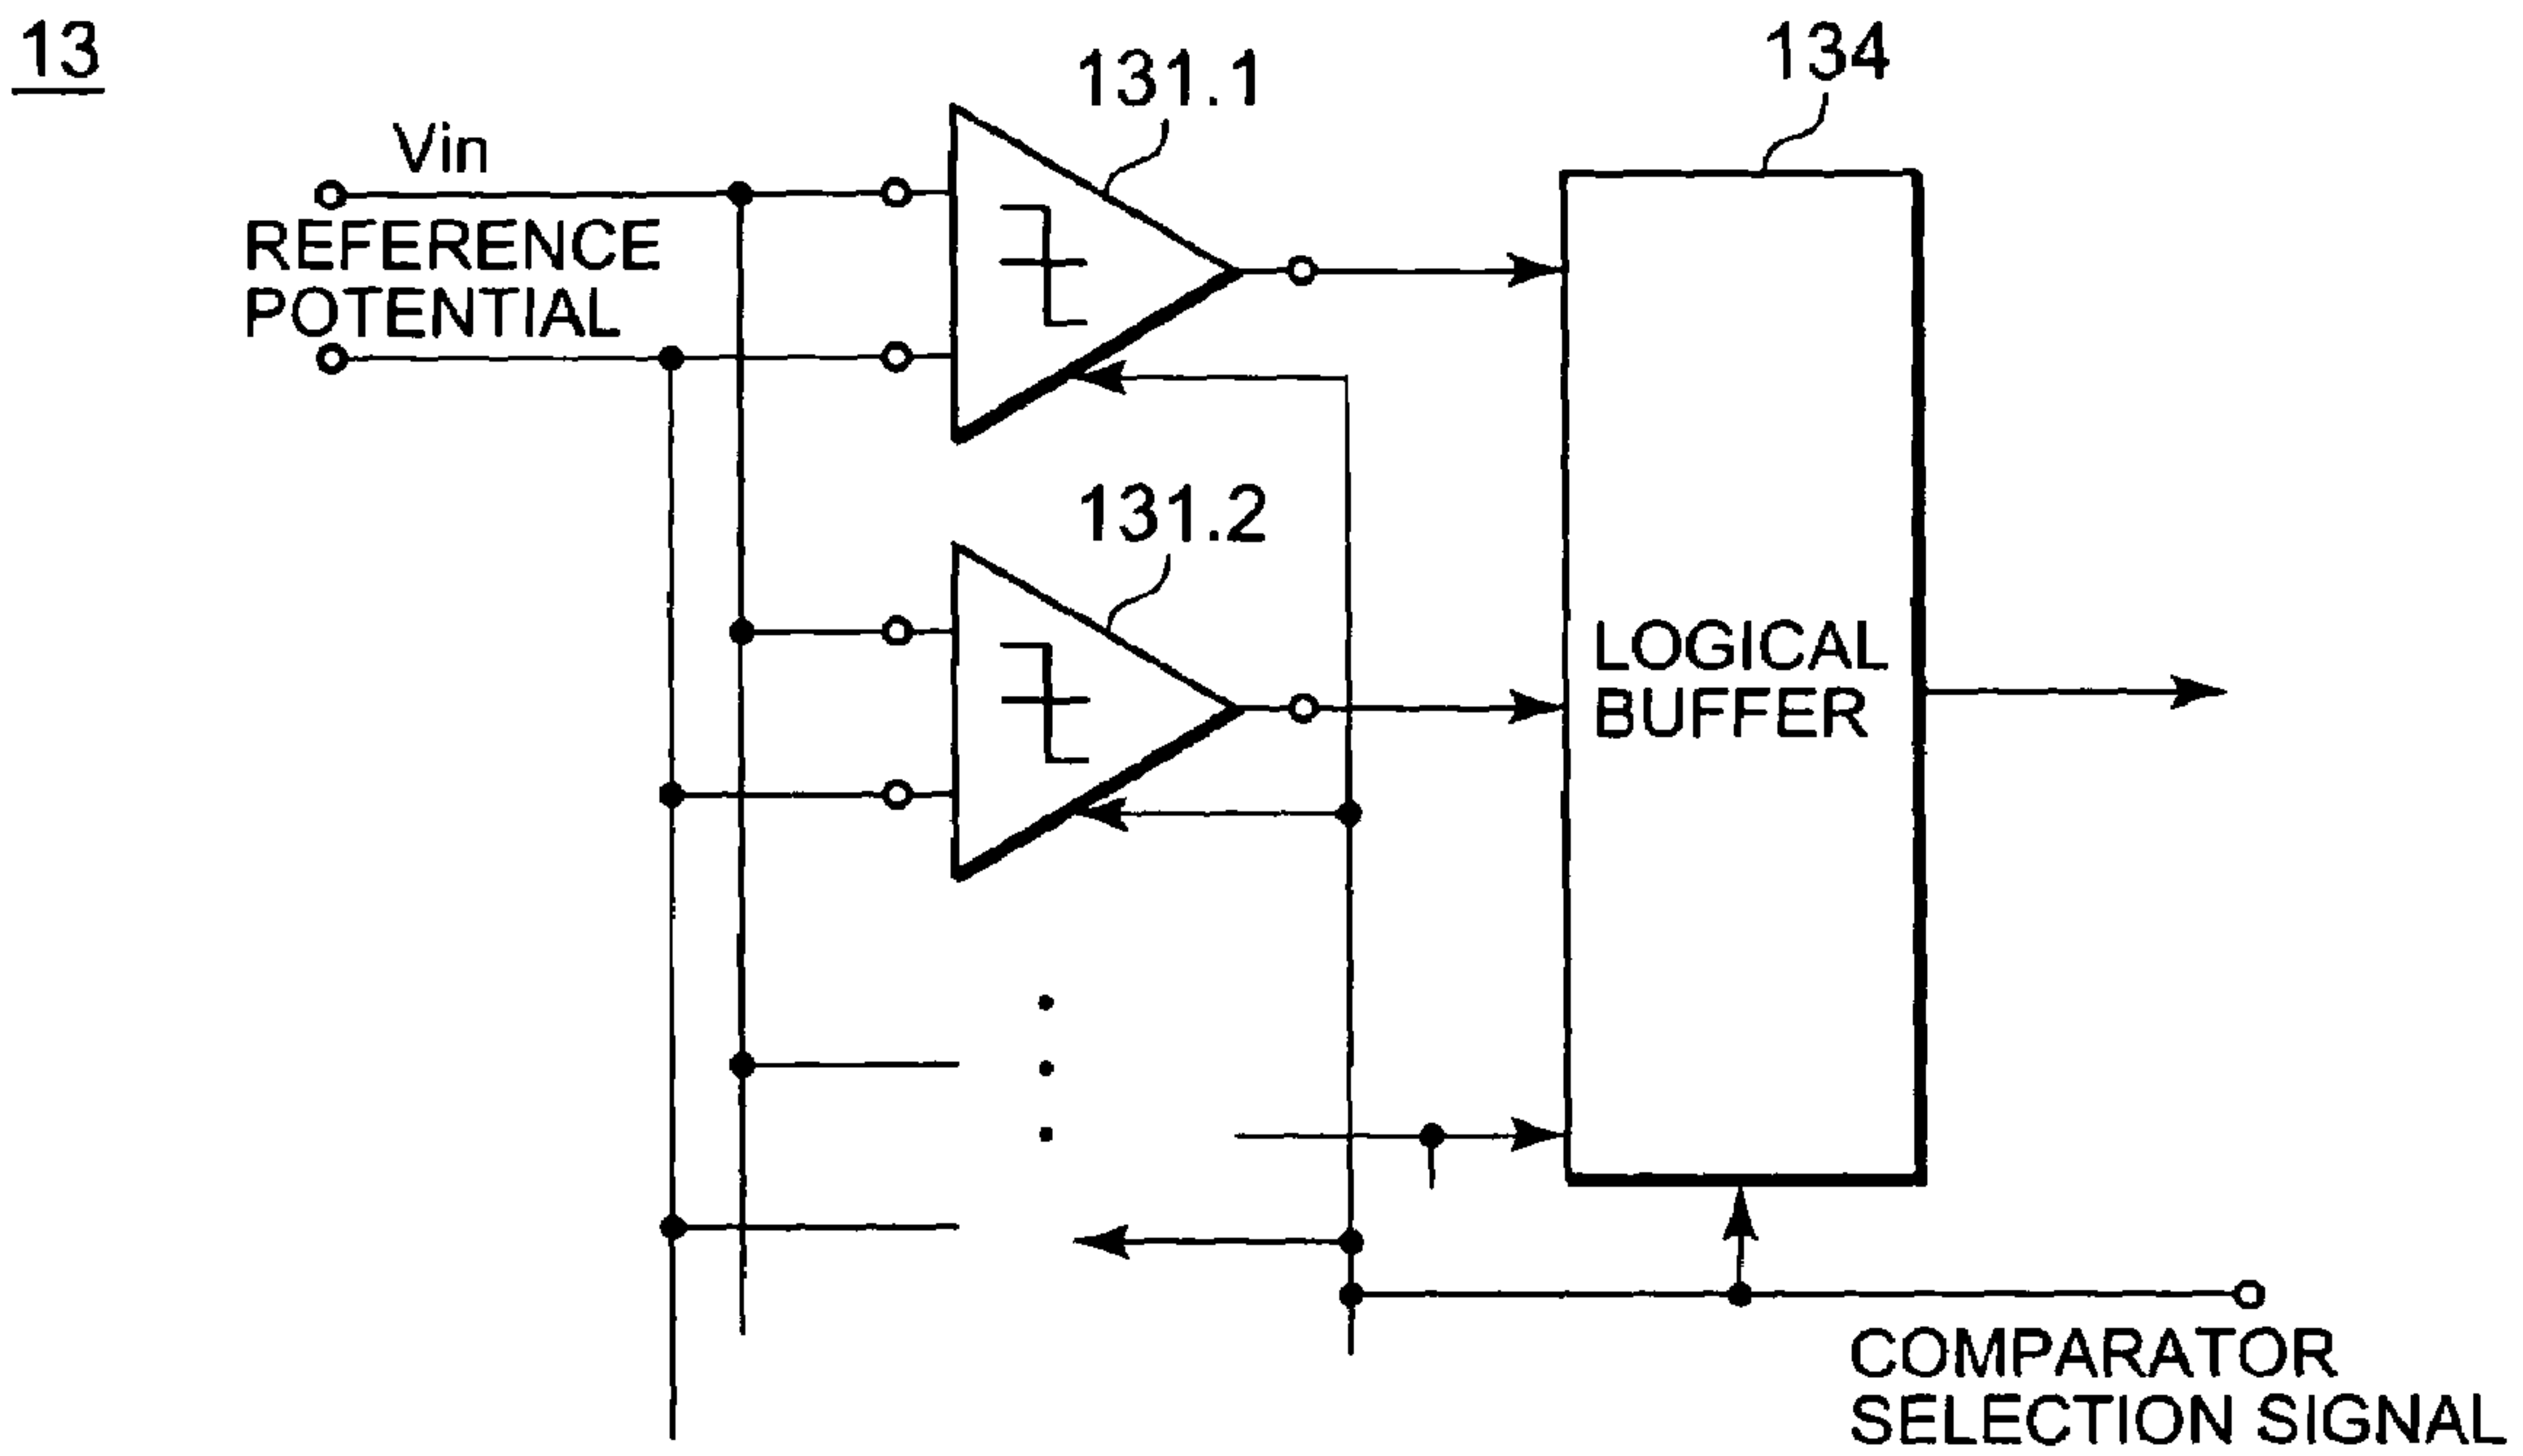 13
131.1
134
Vin
REFERENCE
POTENTIAL
131.2
LOGICAL
BUFFER
COMPARATOR
SELECTION SIGNAL